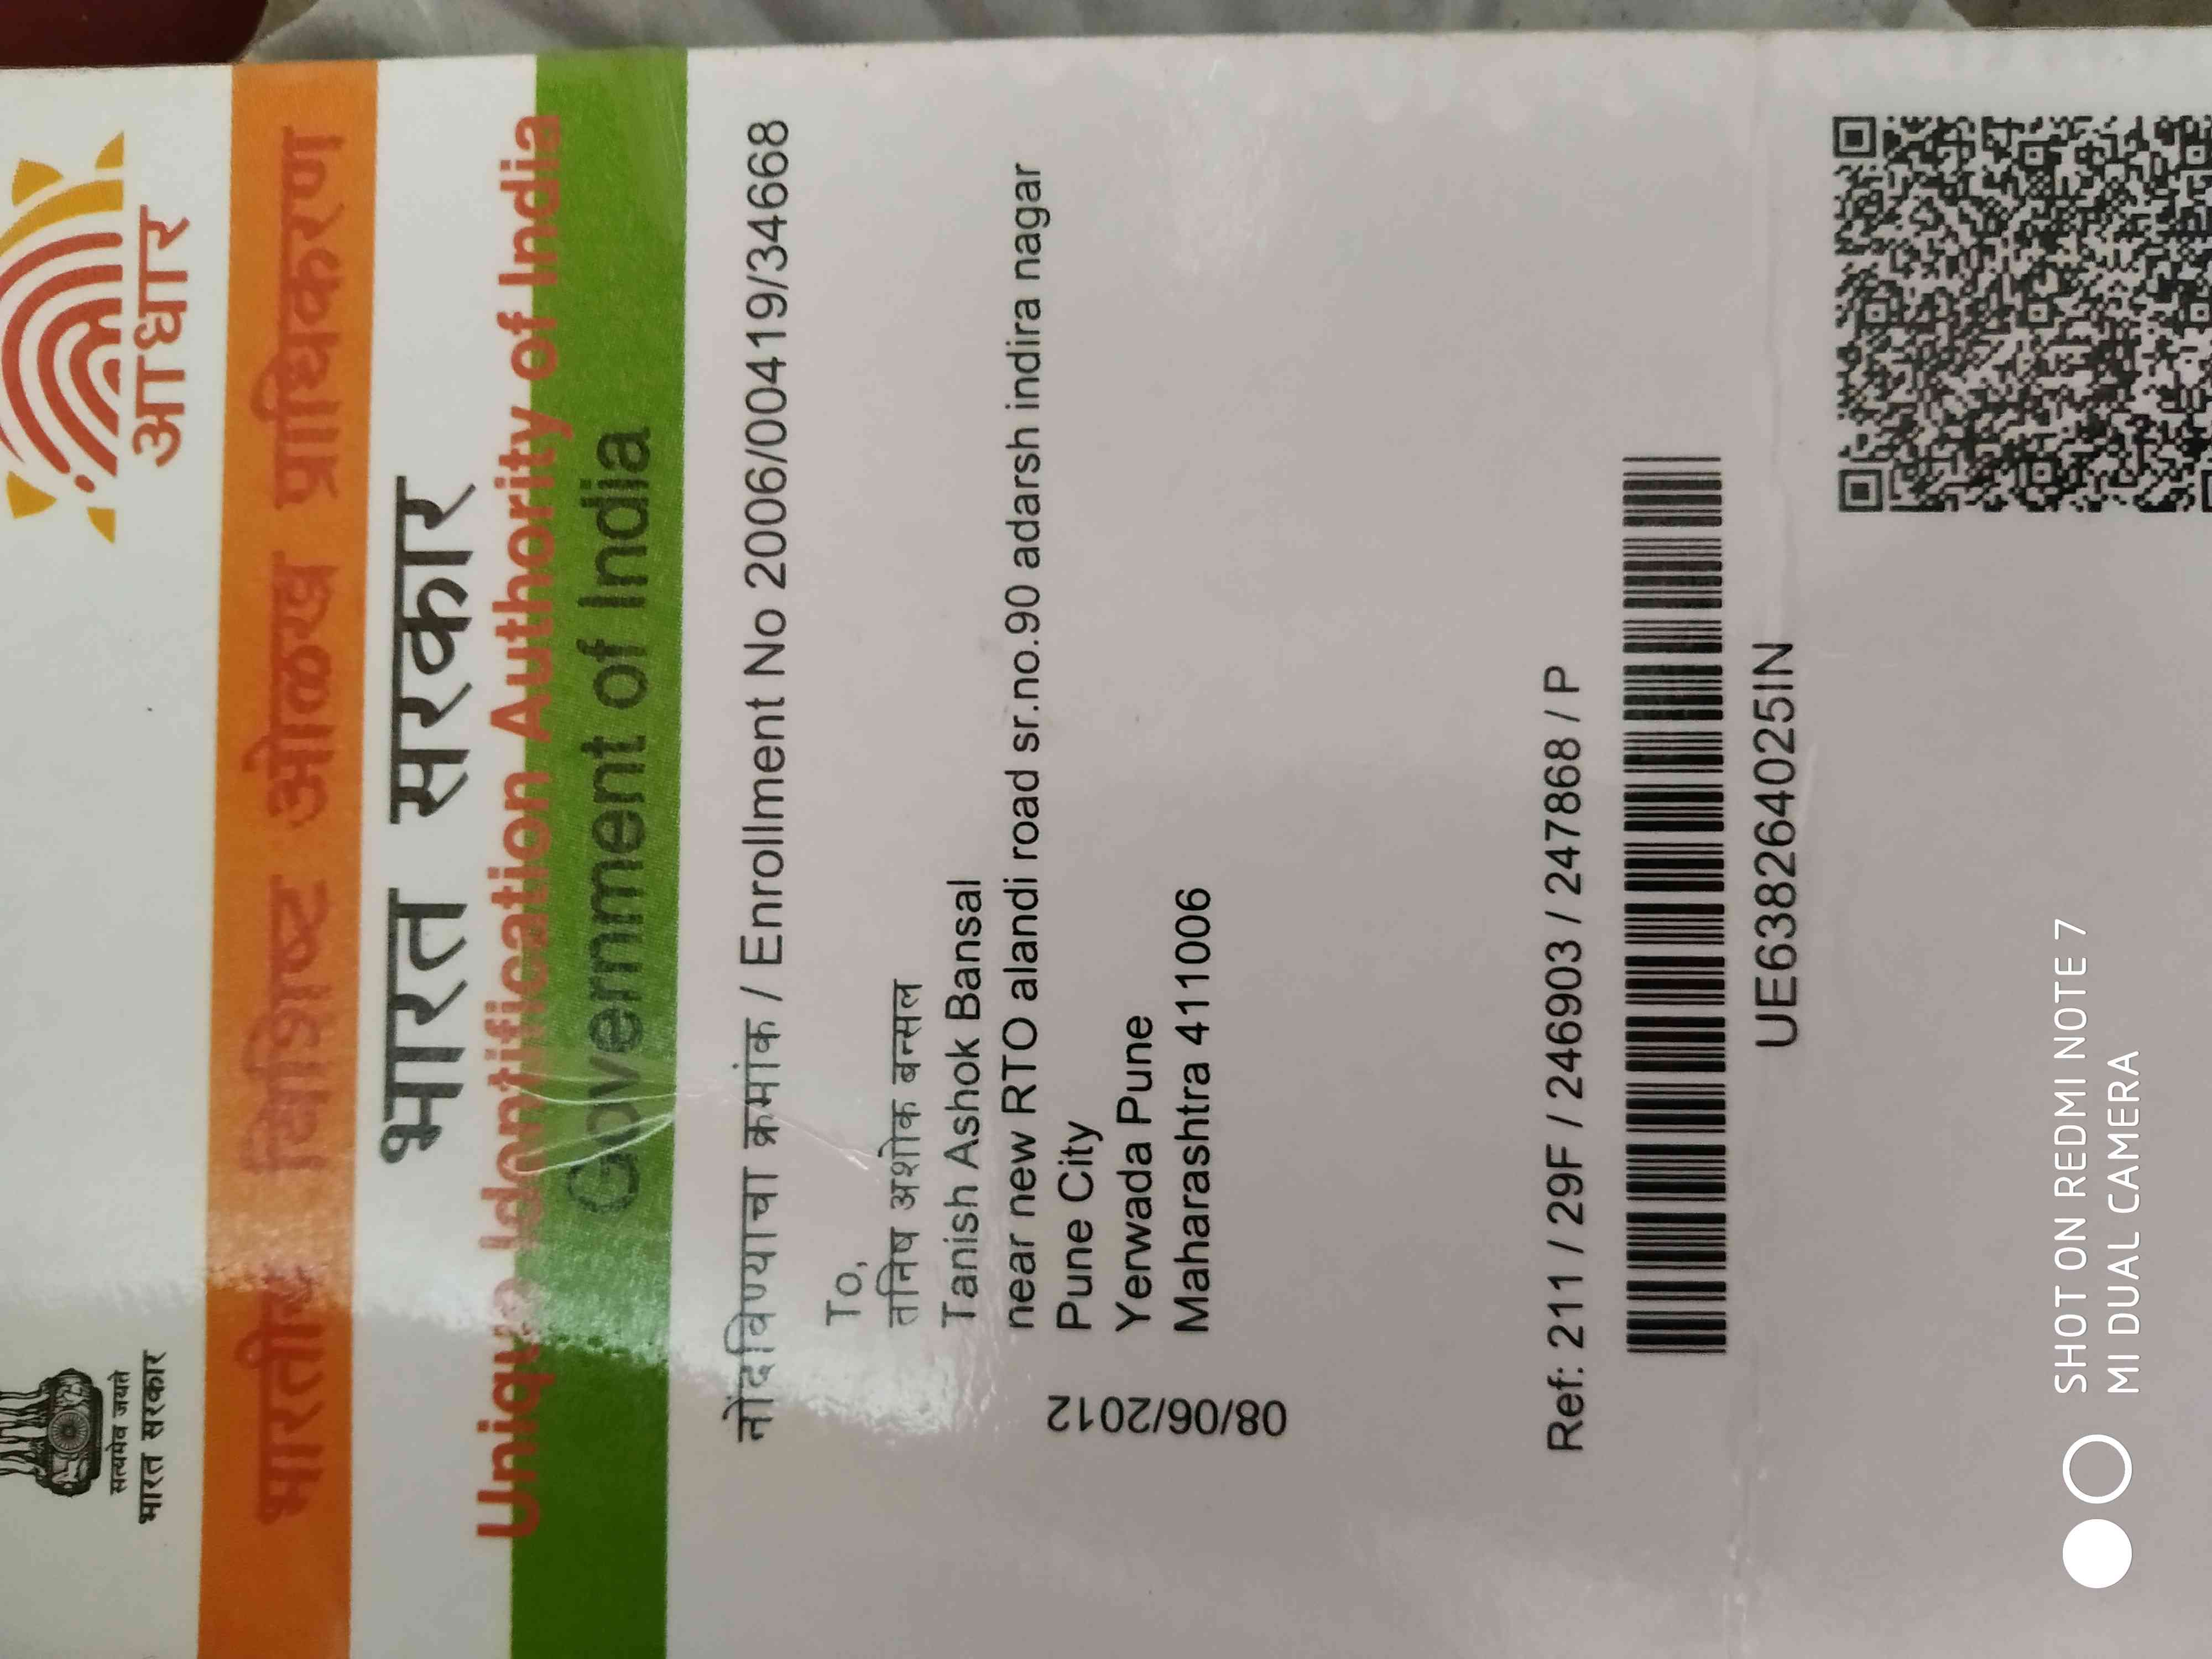 सत्यमेव जयते
भारत सरकार
आधार
भारतीय विशिष्ट ओळख प्राधिकरण
भारत सरकार
Unique Identification Authority of India
Government of India
नोंदविण्याचा क्रमांक / Enrollment No 2006/00419/34668
To,
तनिष अशोक बन्सल
Tanish Ashok Bansal
near new RTO alandi road sr.no.90 adarsh indira nagar
Pune City
Yerwada Pune
Maharashtra 411006
08/06/2012
Ref: 211 / 29F / 246903 / 247868 / P
UE638264025IN
SHOT ON REDMI NOTE 7
MI DUAL CAMERA